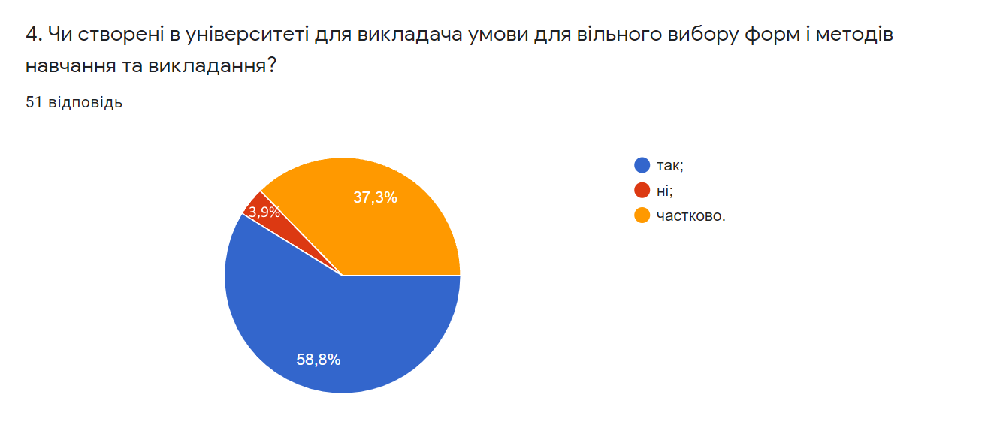 4. Чи створені в університеті для викладача умови для вільного вибору форм і методів
навчання та викладання?
51 відповідь
37,3%
3,9%
58,8%
так;
ні;
частково.